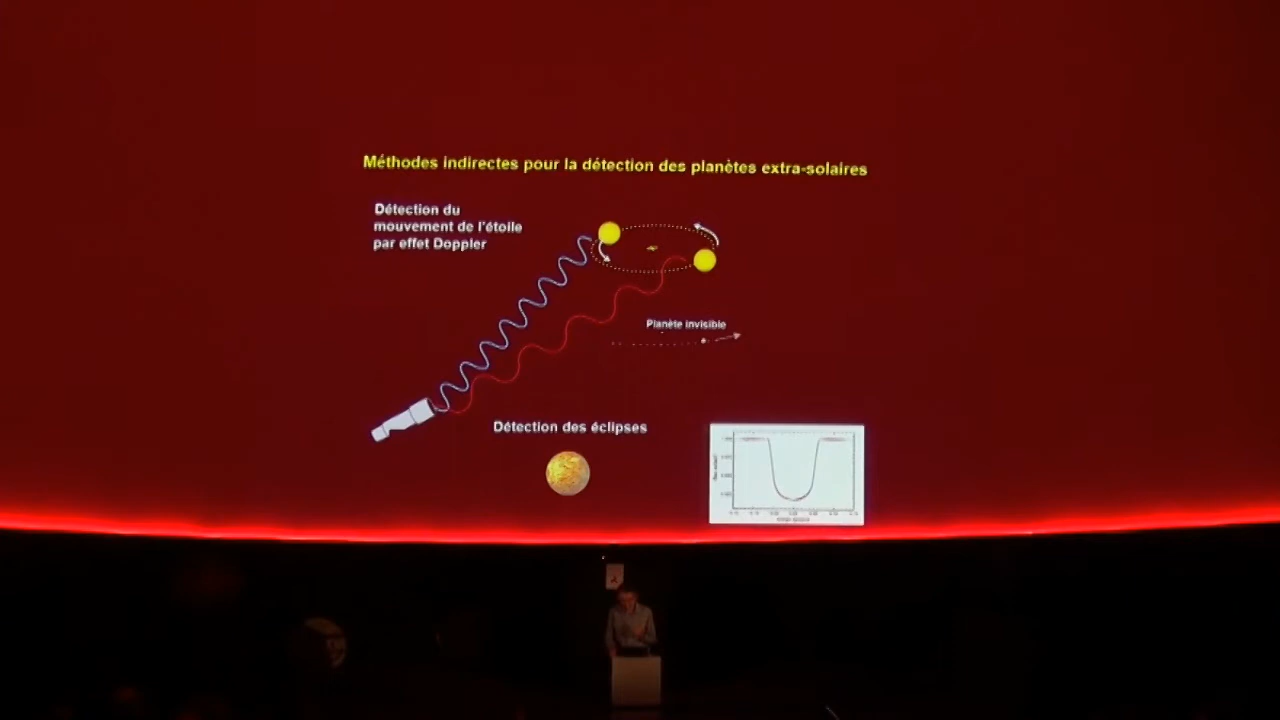 Méthodes indirectes pour la détection des planètes extra-solaires
Détection du
mouvement de l'étoile
par effet Doppler
Planète invisible
Détection des éclipses